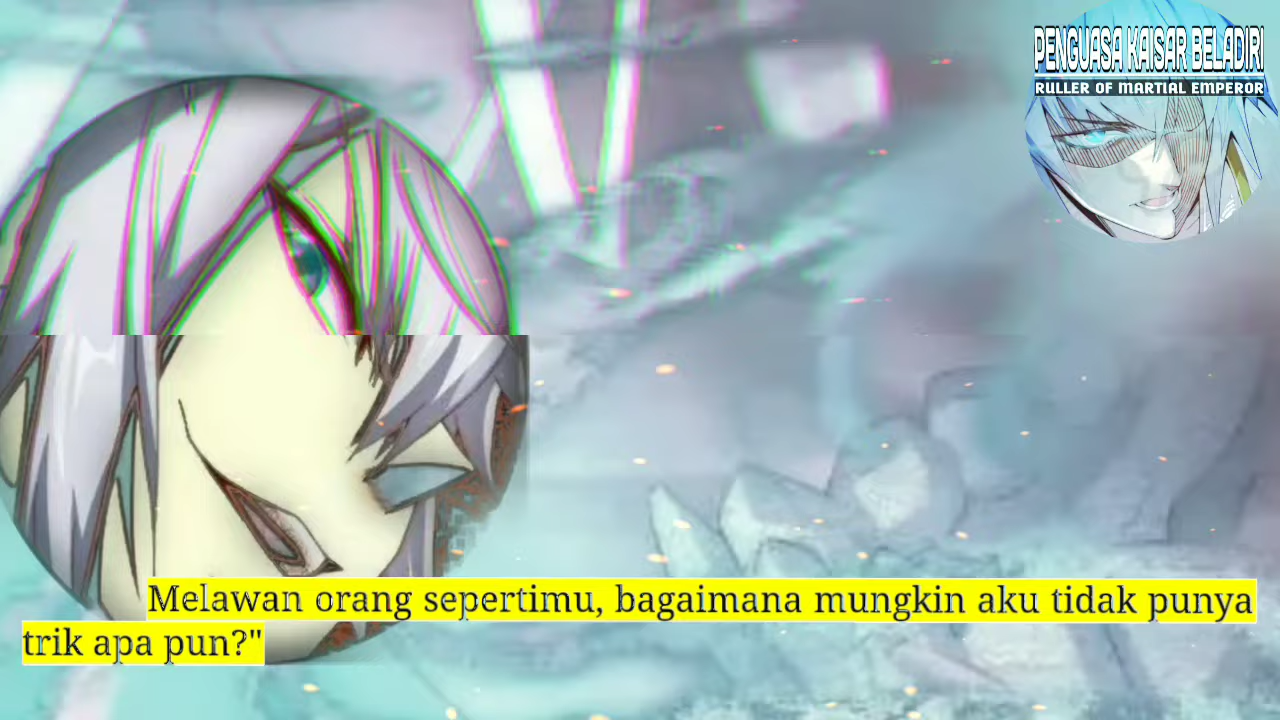 PENGUASA KAISAR BELADIRI
RULLER OF MARTIAL EMPEROR
Melawan orang sepertimu, bagaimana mungkin aku tidak punya
trik apa pun?"